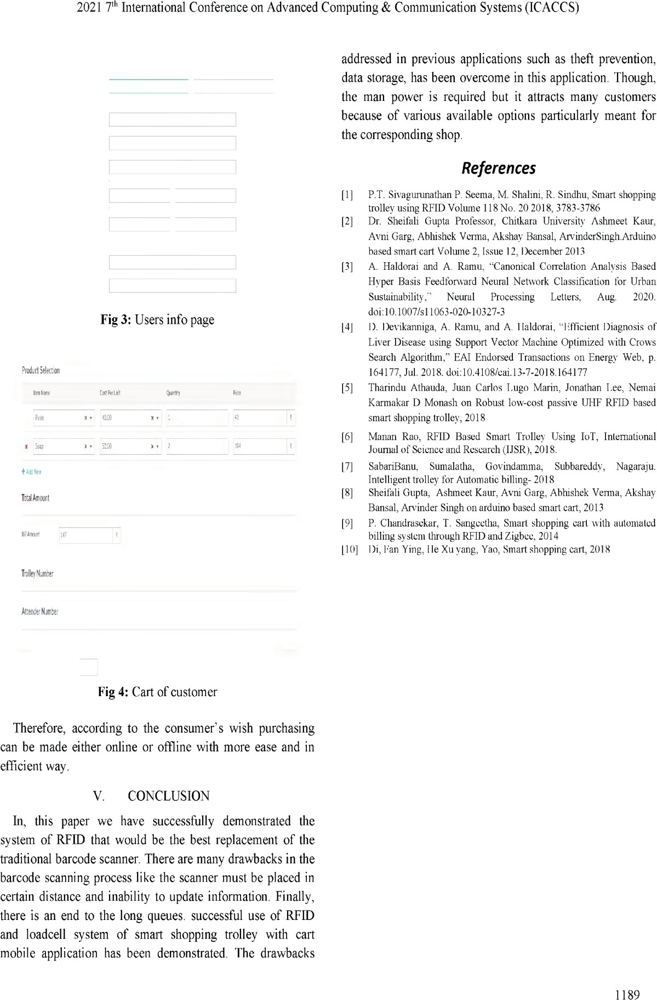 2021 7th International Conference on Advanced Computing & Communication Systems (ICACCS)
Fig 3: Users info page
Product Selection
Item Name Cost Per Unit Quantity Price
Paste x ▾ 43.00 x ▾ 1 43 ₹
x Soap x ▾ 52.00 x ▾ 2 104 ₹
+ Add New
Total Amount
Bill Amount 147 ₹
Trolley Number
Attender Number
Fig 4: Cart of customer
Therefore, according to the consumer's wish purchasing
can be made either online or offline with more ease and in
efficient way.
V. CONCLUSION
In, this paper we have successfully demonstrated the
system of RFID that would be the best replacement of the
traditional barcode scanner. There are many drawbacks in the
barcode scanning process like the scanner must be placed in
certain distance and inability to update information. Finally,
there is an end to the long queues. successful use of RFID
and loadcell system of smart shopping trolley with cart
mobile application has been demonstrated. The drawbacks
addressed in previous applications such as theft prevention,
data storage, has been overcome in this application. Though,
the man power is required but it attracts many customers
because of various available options particularly meant for
the corresponding shop.
References
[1] P.T. Sivagurunathan P. Seema, M. Shalini, R. Sindhu, Smart shopping
trolley using RFID Volume 118 No. 20 2018, 3783-3786
[2] Dr. Sheifali Gupta Professor, Chitkara University Ashmeet Kaur,
Avni Garg, Abhishek Verma, Akshay Bansal, ArvinderSingh.Arduino
based smart cart Volume 2, Issue 12, December 2013
[3] A. Haldorai and A. Ramu, “Canonical Correlation Analysis Based
Hyper Basis Feedforward Neural Network Classification for Urban
Sustainability,” Neural Processing Letters, Aug. 2020.
doi:10.1007/s11063-020-10327-3
[4] D. Devikanniga, A. Ramu, and A. Haldorai, “Efficient Diagnosis of
Liver Disease using Support Vector Machine Optimized with Crows
Search Algorithm,” EAI Endorsed Transactions on Energy Web, p.
164177, Jul. 2018. doi:10.4108/eai.13-7-2018.164177
[5] Tharindu Athauda, Juan Carlos Lugo Marin, Jonathan Lee, Nemai
Karmakar D Monash on Robust low-cost passive UHF RFID based
smart shopping trolley, 2018
[6] Manan Rao, RFID Based Smart Trolley Using IoT, International
Journal of Science and Research (IJSR), 2018.
[7] SabariBanu, Sumalatha, Govindamma, Subbareddy, Nagaraju.
Intelligent trolley for Automatic billing- 2018
[8] Sheifali Gupta, Ashmeet Kaur, Avni Garg, Abhishek Verma, Akshay
Bansal, Arvinder Singh on arduino based smart cart, 2013
[9] P. Chandrasekar, T. Sangeetha, Smart shopping cart with automated
billing system through RFID and Zigbee, 2014
[10] Di, Fan Ying, He Xu yang, Yao, Smart shopping cart, 2018
1189